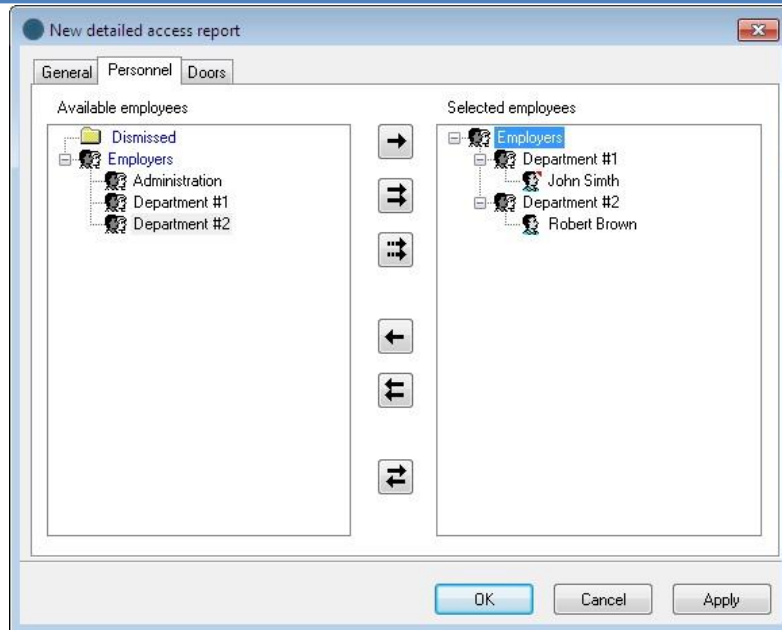 New detailed access report
General Personnel Doors
Available employees
Dismissed
Employers
Administration
Department #1
Department #2
Selected employees
Employers
Department #1
John Simth
Department #2
Robert Brown
OK Cancel Apply